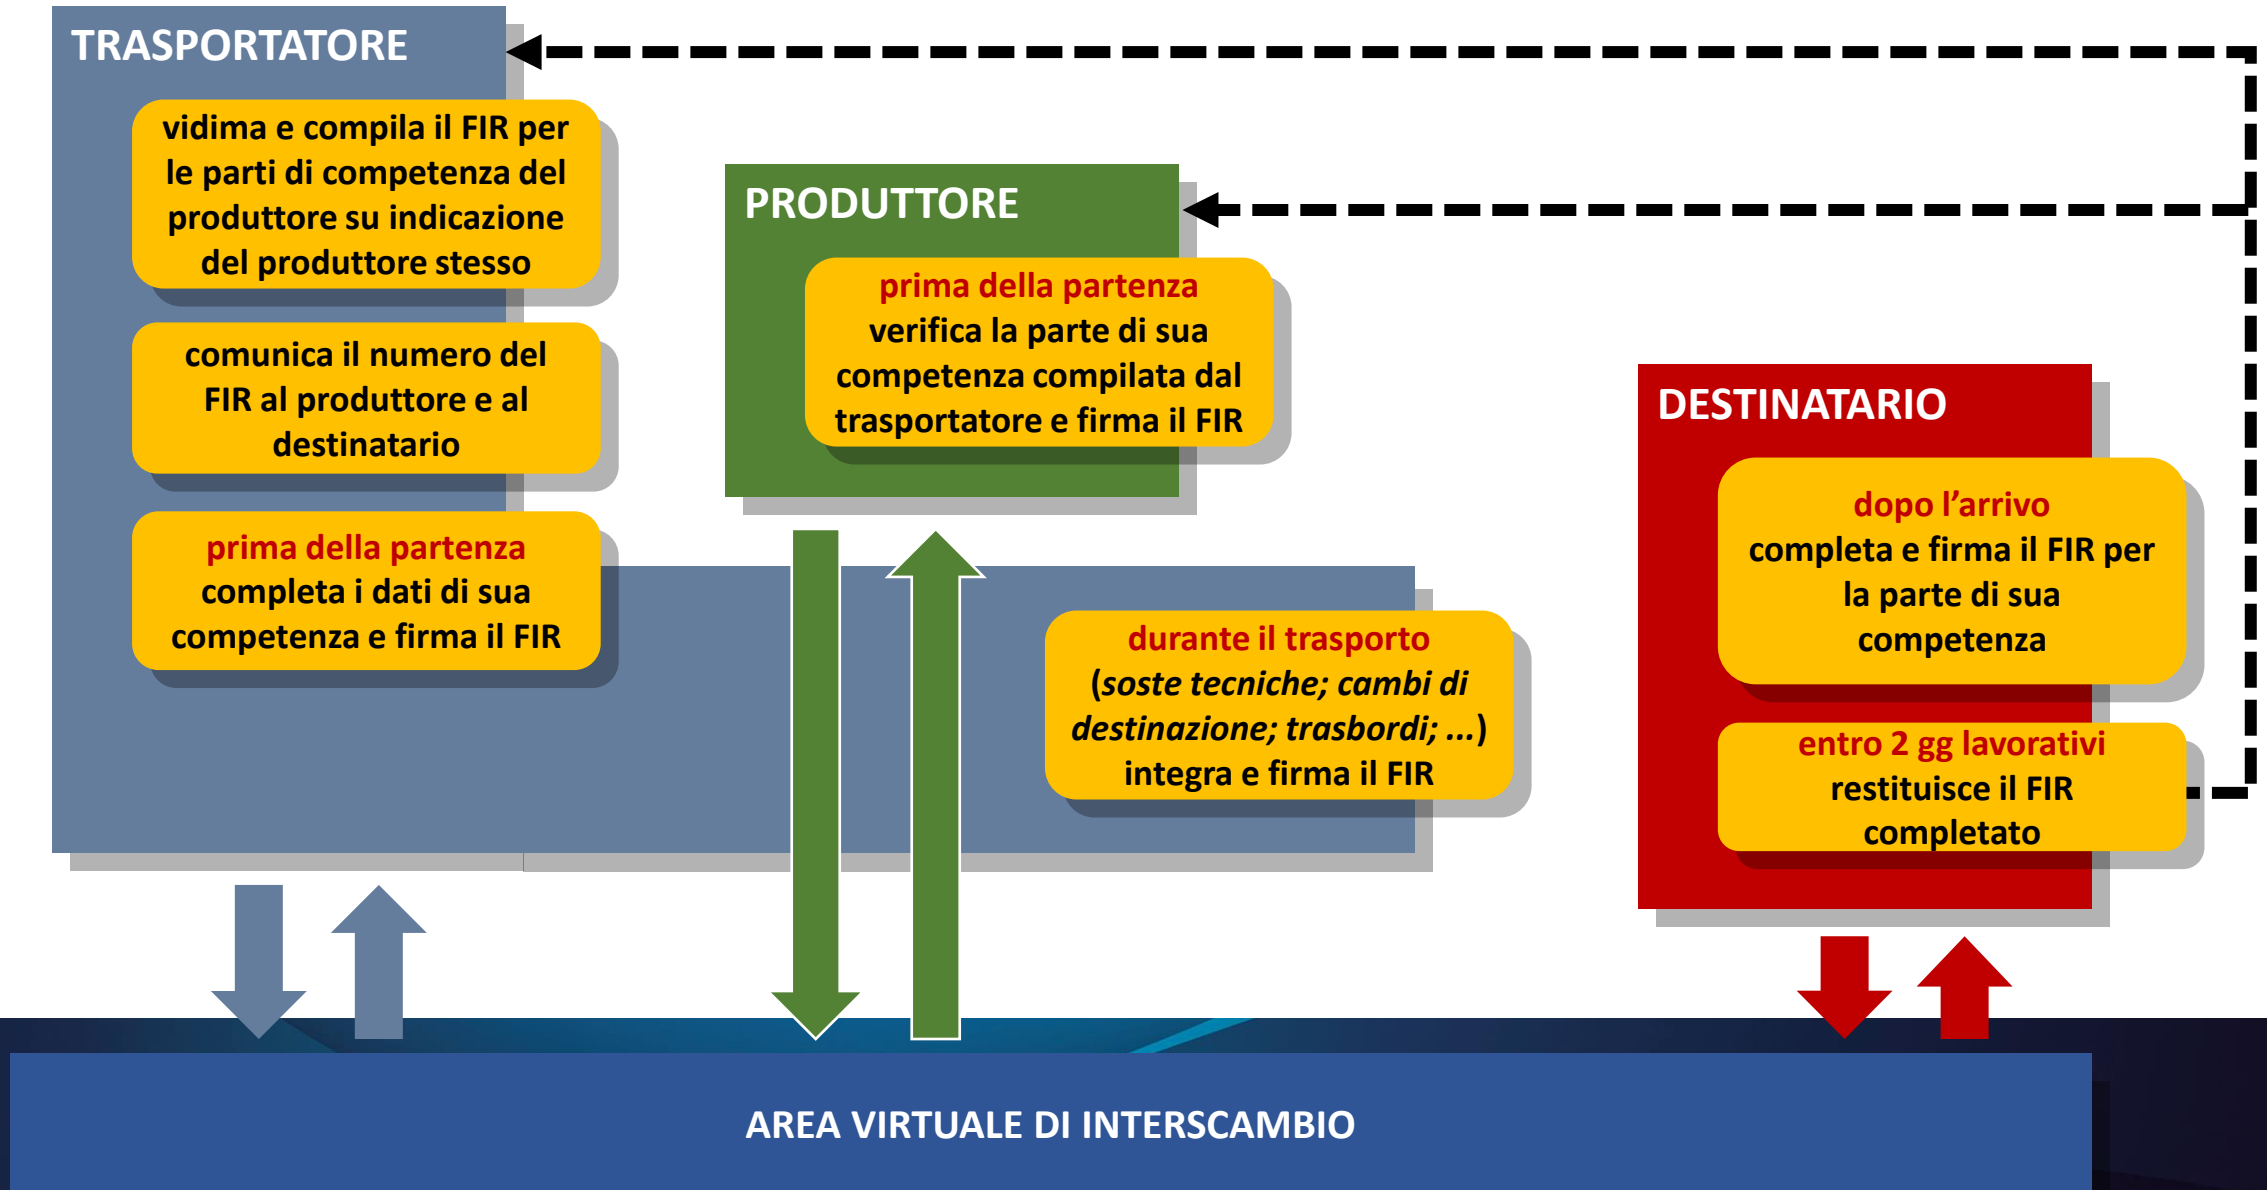 TRASPORTATORE
vidima e compila il FIR per
le parti di competenza del
produttore su indicazione
del produttore stesso
comunica il numero del
FIR al produttore e al
destinatario
prima della partenza
completa i dati di sua
competenza e firma il FIR
PRODUTTORE
prima della partenza
verifica la parte di sua
competenza compilata dal
trasportatore e firma il FIR
durante il trasporto
(soste tecniche; cambi di
destinazione; trasbordi; ...)
integra e firma il FIR
DESTINATARIO
dopo l’arrivo
completa e firma il FIR per
la parte di sua
competenza
entro 2 gg lavorativi
restituisce il FIR
completato
AREA VIRTUALE DI INTERSCAMBIO